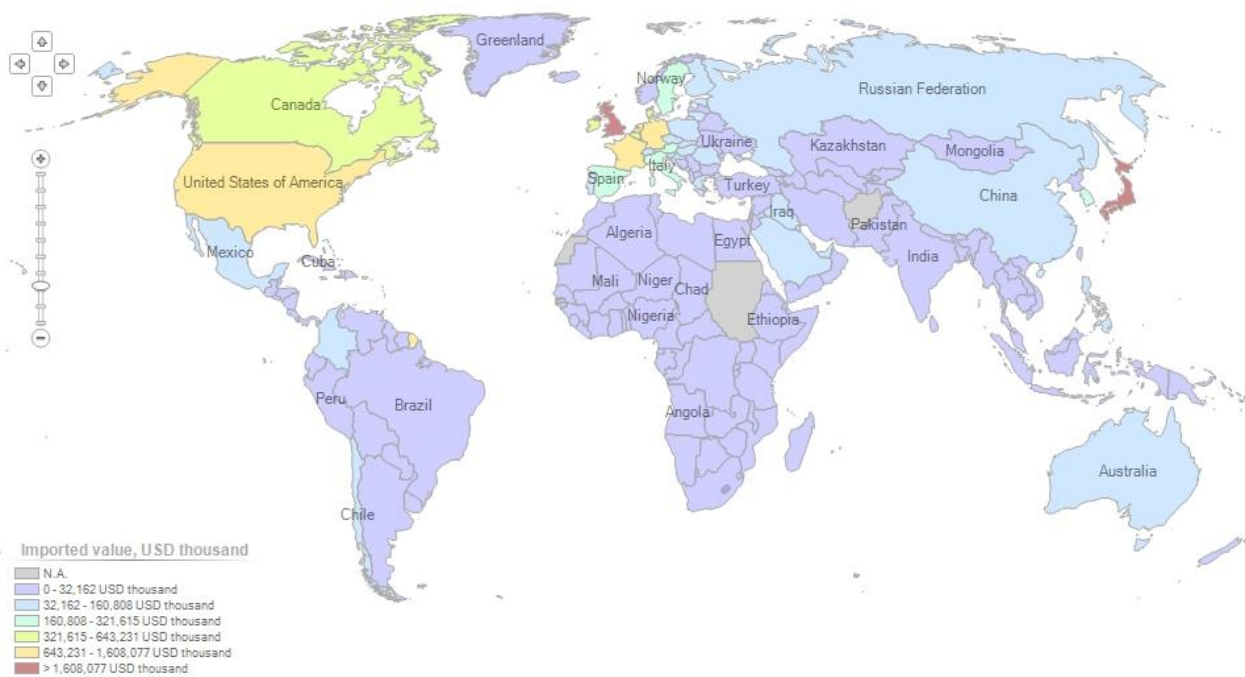 Greenland
Canada
Norway
Russian Federation
United States of America
Ukraine
Kazakhstan
Mongolia
Italy
Spain
Turkey
China
Mexico
Iraq
Pakistan
Cuba
Algeria
Egypt
India
Mali
Niger
Chad
Nigeria
Ethiopia
Peru
Brazil
Angola
Australia
Chile
Imported value, USD thousand
N.A.
0 - 32,162 USD thousand
32,162 - 160,808 USD thousand
160,808 - 321,615 USD thousand
321,615 - 643,231 USD thousand
643,231 - 1,608,077 USD thousand
> 1,608,077 USD thousand